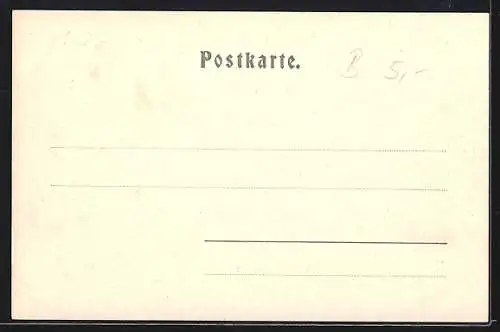 Postkarte.
B 5,-